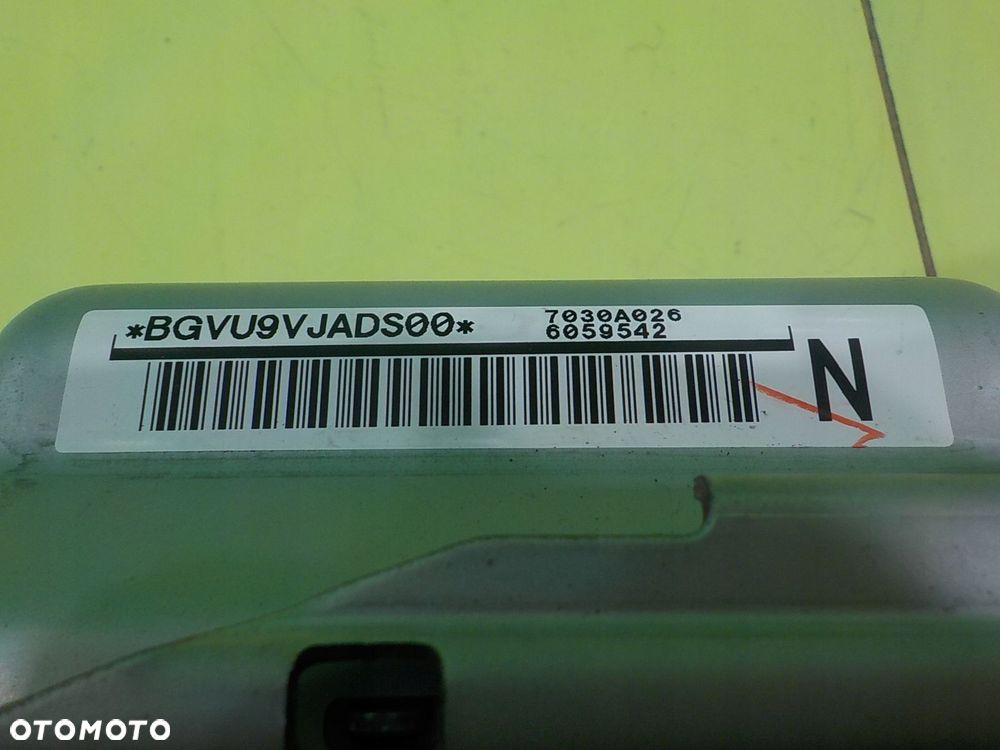 *BGVU9VJADS00*
7030A026
6059542
N
OTOMOTO